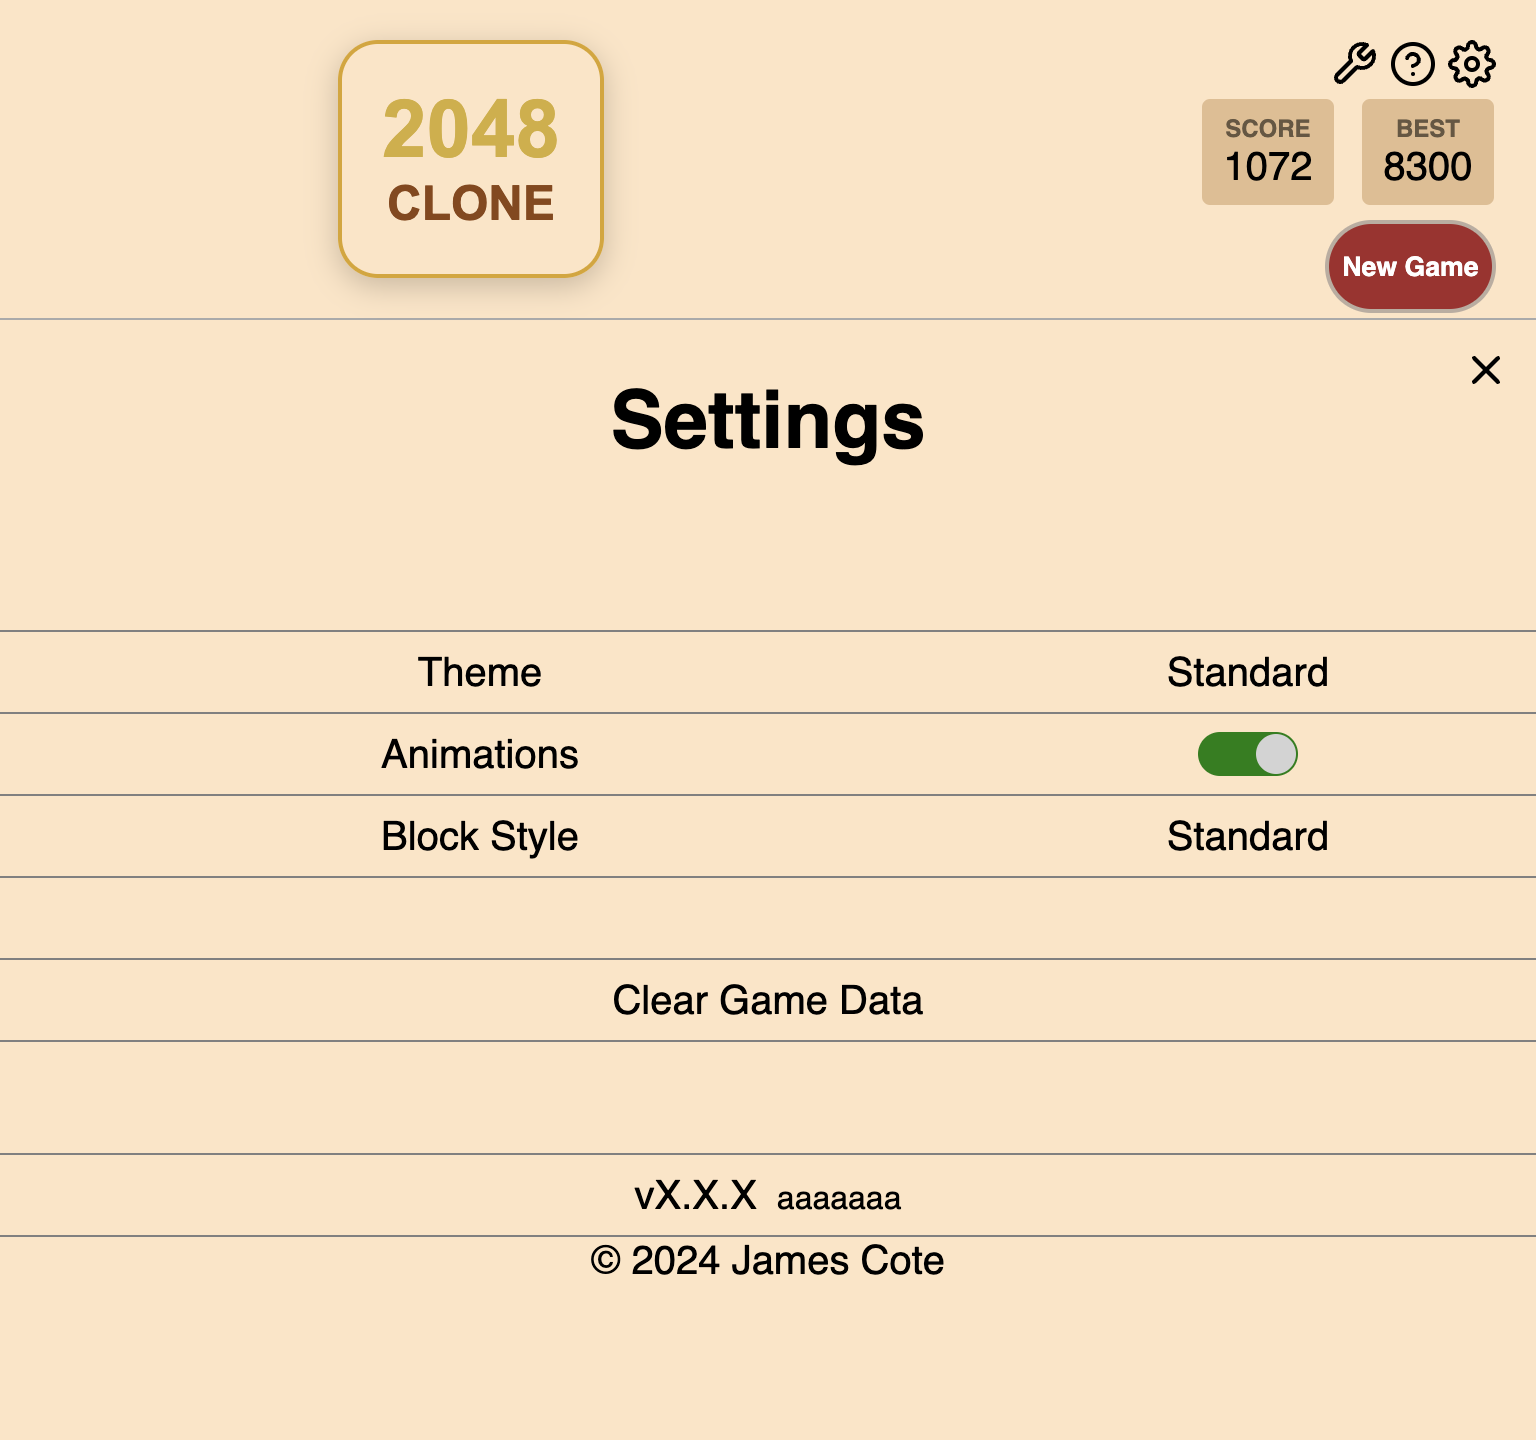 2048
CLONE
SCORE
1072
BEST
8300
New Game
Settings
Theme Standard
Animations
Block Style Standard
Clear Game Data
vX.X.X aaaaaaa
© 2024 James Cote